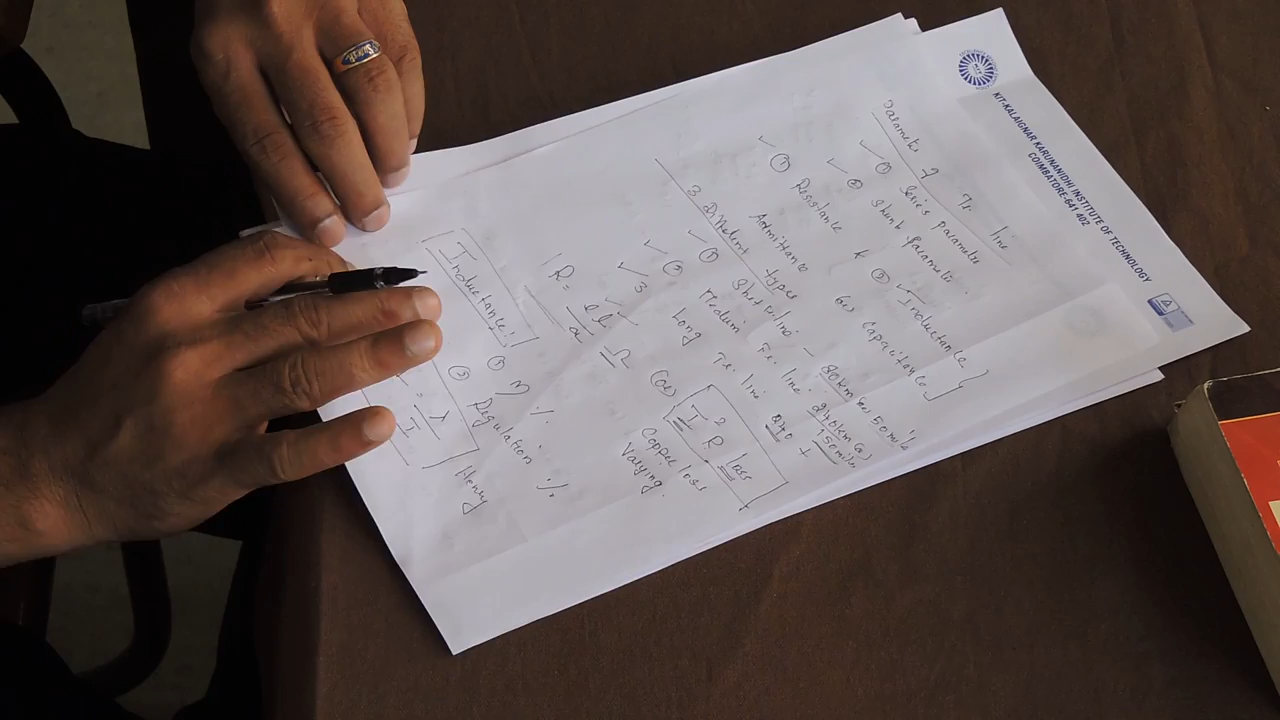 KIT-KALAIGNAR KARUNANIDHI INSTITUTE OF TECHNOLOGY
COIMBATORE-641 402
Parameter of Tr. line
① Series parameter
② Shunt parameter
① Resistance & ② Inductance
Admittance (or) Capacitance
3 Different types
① Short line - 80km (or) 50 mile
② Medium Tr. line. 240km (or) 150 miles
3 Long Tr. line 240 +
R = ρl/a Ω (or) I²R loss
Copper loss
Varying.
Inductance:
① η %
② Regulation %
= λ/I Henry